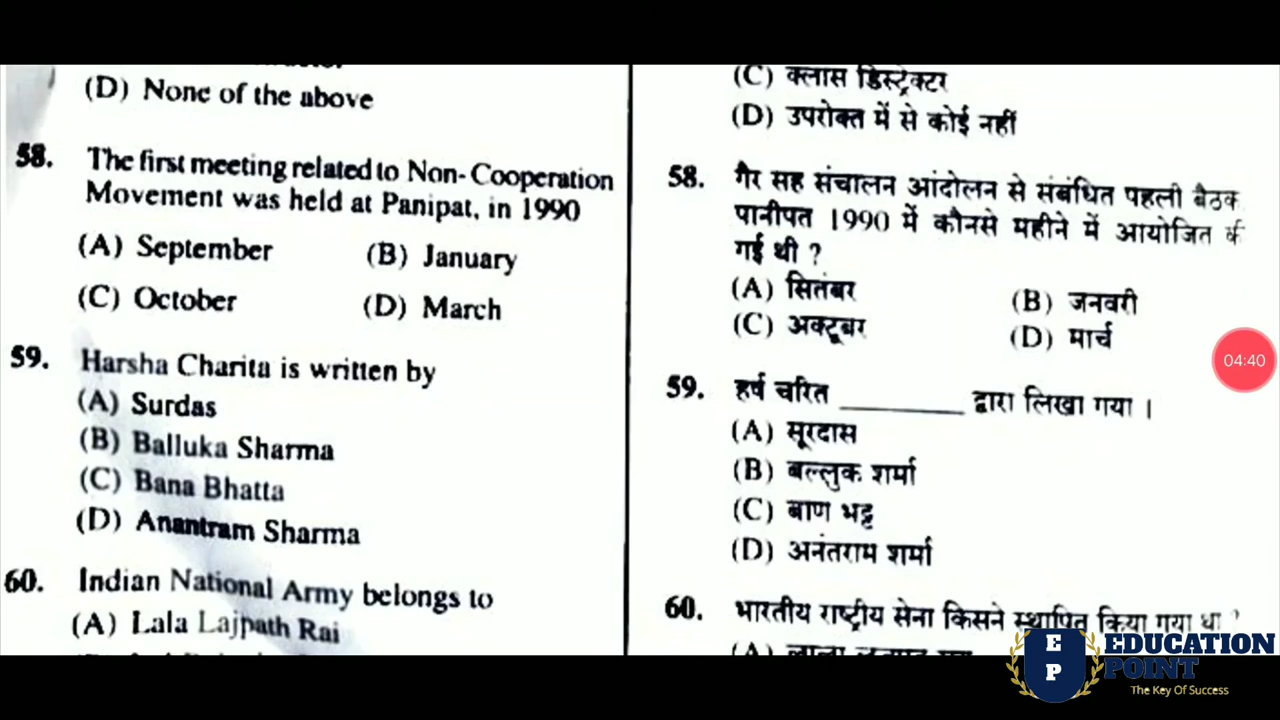 (D) None of the above
58. The first meeting related to Non-Cooperation
Movement was held at Panipat, in 1990
(A) September (B) January
(C) October (D) March
59. Harsha Charita is written by
(A) Surdas
(B) Balluka Sharma
(C) Bana Bhatta
(D) Anantram Sharma
60. Indian National Army belongs to
(A) Lala Lajpath Rai
(C) क्लास डिस्ट्रेक्टर
(D) उपरोक्त में से कोई नहीं
58. गैर सह संचालन आंदोलन से संबंधित पहली बैठक
पानीपत 1990 में कौनसे महीने में आयोजित की
गई थी ?
(A) सितंबर (B) जनवरी
(C) अक्टूबर (D) मार्च
59. हर्ष चरित ________ द्वारा लिखा गया ।
(A) सूरदास
(B) बल्लुक शर्मा
(C) बाण भट्ट
(D) अनंतराम शर्मा
60. भारतीय राष्ट्रीय सेना किसने स्थापित किया गया था ?
04:40
E P
EDUCATION
POINT
The Key Of Success